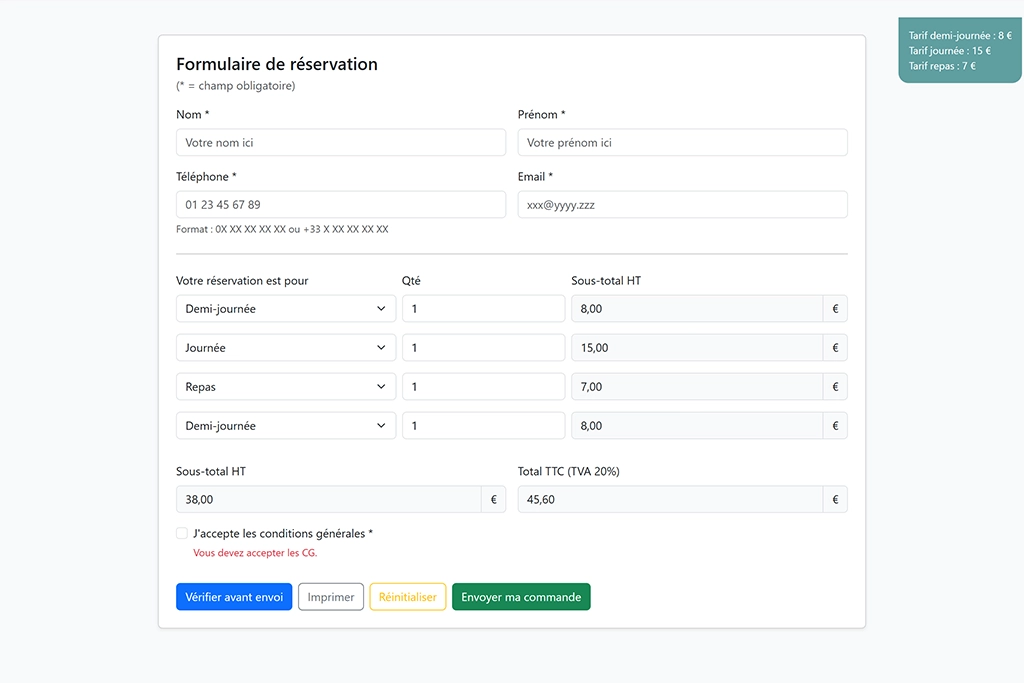 Tarif demi-journée : 8 €
Tarif journée : 15 €
Tarif repas : 7 €
Formulaire de réservation
(* = champ obligatoire)
Nom * Prénom *
Votre nom ici Votre prénom ici
Téléphone * Email *
01 23 45 67 89 xxx@yyyy.zzz
Format : 0X XX XX XX XX ou +33 X XX XX XX XX
Votre réservation est pour Qté Sous-total HT
Demi-journée 1 8,00 €
Journée 1 15,00 €
Repas 1 7,00 €
Demi-journée 1 8,00 €
Sous-total HT Total TTC (TVA 20%)
38,00 € 45,60 €
J'accepte les conditions générales *
Vous devez accepter les CG.
Vérifier avant envoi Imprimer Réinitialiser Envoyer ma commande